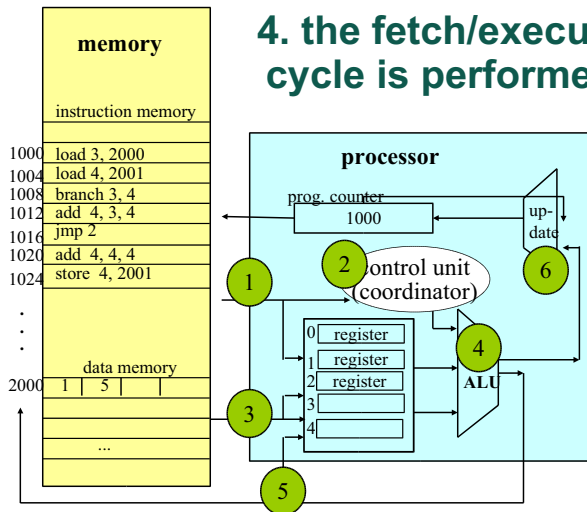 4. the fetch/execu
cycle is performe
memory
instruction memory
1000 load 3, 2000
1004 load 4, 2001
1008 branch 3, 4
1012 add 4, 3, 4
1016 jmp 2
1020 add 4, 4, 4
1024 store 4, 2001
.
.
.
data memory
2000 1 5
...
processor
prog. counter
1000
up-
date
6
2
control unit
(coordinator)
1
0 register
1 register
2 register
3
4
4
ALU
3
5